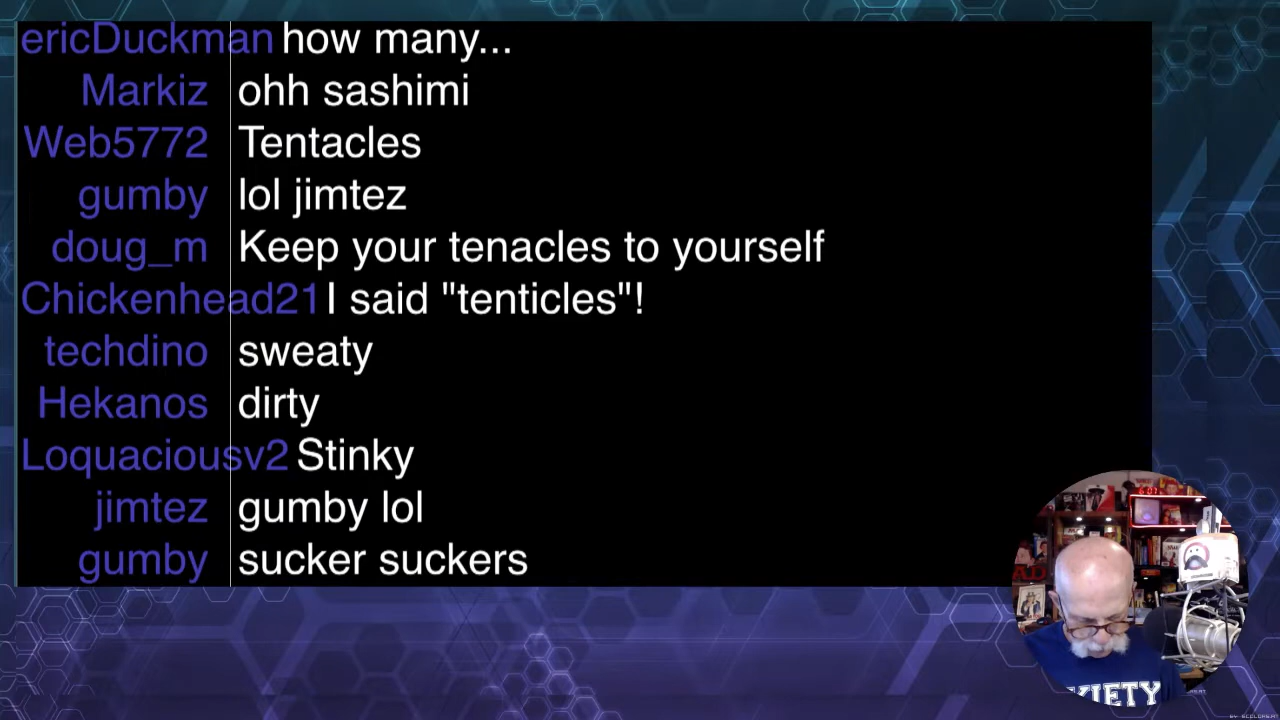 ericDuckman how many...
Markiz ohh sashimi
Web5772 Tentacles
gumby lol jimtez
doug_m Keep your tenacles to yourself
Chickenhead21 I said "tenticles"!
techdino sweaty
Hekanos dirty
Loquaciousv2 Stinky
jimtez gumby lol
gumby sucker suckers